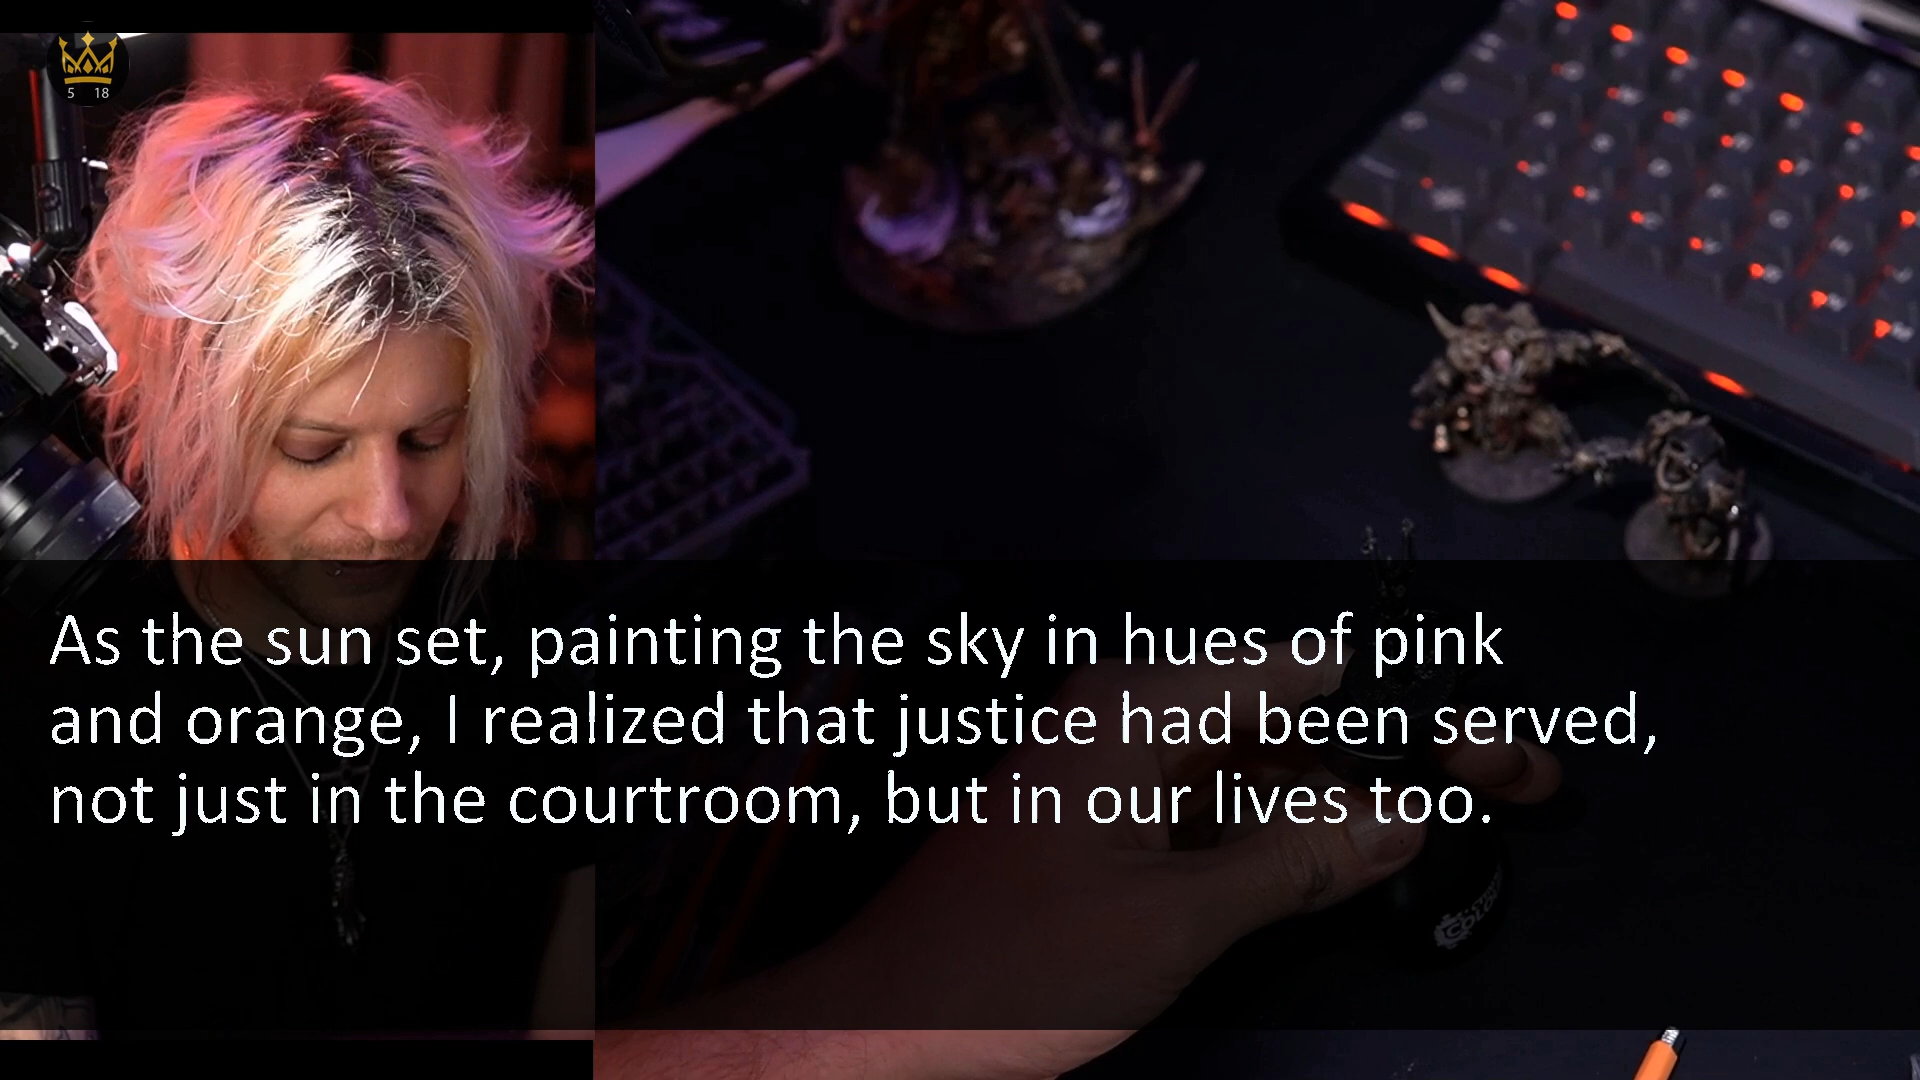 5 18
As the sun set, painting the sky in hues of pink
and orange, I realized that justice had been served,
not just in the courtroom, but in our lives too.
COLO